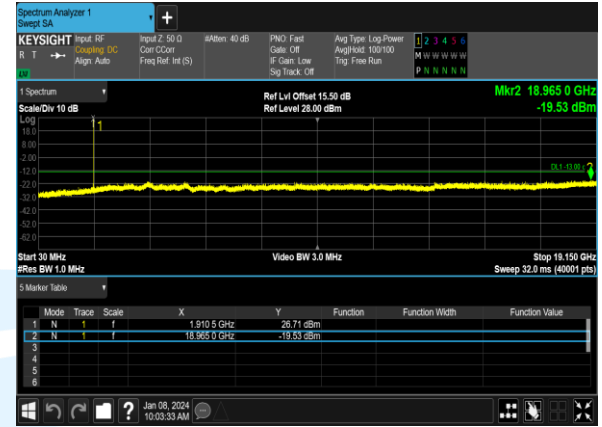 Spectrum Analyzer 1
Swept SA
KEYSIGHT Input: RF Input Z: 50 Ω #Atten: 40 dB PNO: Fast Avg Type: Log-Power 1 2 3 4 5 6
R T Coupling: DC Corr CCorr Gate: Off Avg|Hold: 100/100 M W W W W W
Align: Auto Freq Ref: Int (S) IF Gain: Low Trig: Free Run
Sig Track: Off P N N N N N
1 Spectrum Ref Lvl Offset 15.50 dB Mkr2 18.965 0 GHz
Scale/Div 10 dB Ref Level 28.00 dBm -19.53 dBm
Log
18.0 1
8.00
-2.00
-12.0 DL1 -13.00
-22.0
-32.0
-42.0
-52.0
-62.0
Start 30 MHz Video BW 3.0 MHz Stop 19.150 GHz
#Res BW 1.0 MHz Sweep 32.0 ms (40001 pts)
5 Marker Table
Mode Trace Scale X Y Function Function Width Function Value
1 N 1 f 1.910 5 GHz 26.71 dBm
2 N 1 f 18.965 0 GHz -19.53 dBm
3
4
5
6
? Jan 08, 2024
10:03:33 AM